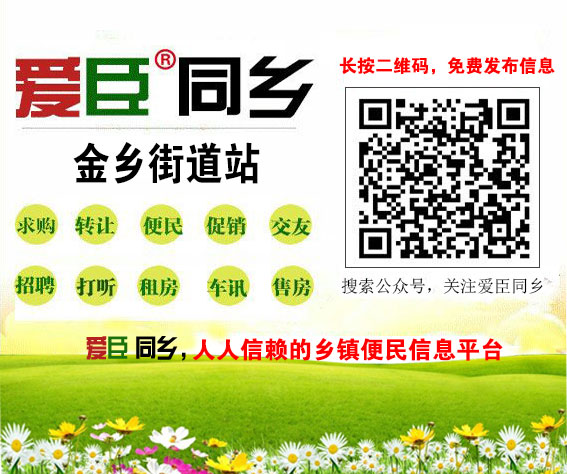 爱臣®同乡
金乡街道站
求购 转让 便民 促销 交友
招聘 打听 租房 车讯 售房
长按二维码，免费发布信息
搜索公众号，关注爱臣同乡
爱臣 同乡，人人信赖的乡镇便民信息平台